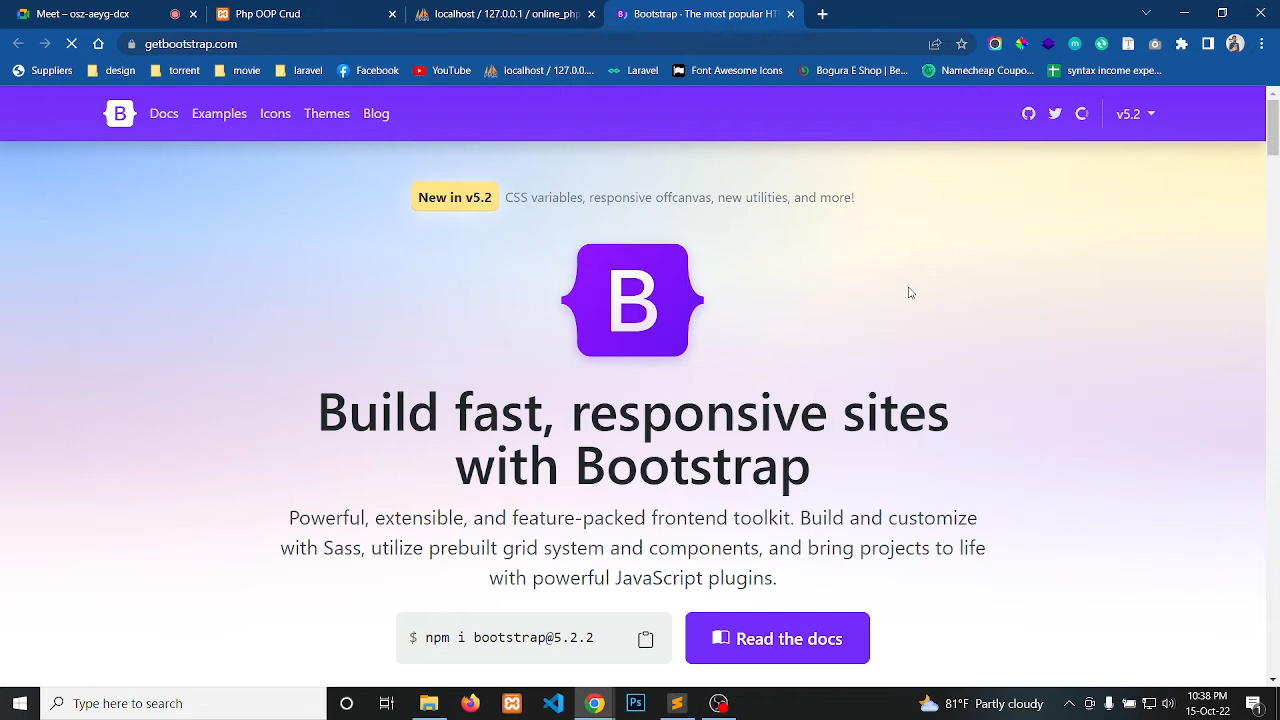 Meet – osz-aeyg-cxq
Php OOP Crud
localhost / 127.0.0.1 / online_php
Bootstrap · The most popular HT
getbootstrap.com
Suppliers
design
torrent
movie
laravel
Facebook
YouTube
localhost / 127.0.0....
Laravel
Font Awesome Icons
Bogura E Shop | Be...
Namecheap Coupo...
syntax income expe...
B
Docs
Examples
Icons
Themes
Blog
v5.2
New in v5.2 CSS variables, responsive offcanvas, new utilities, and more!
B
Build fast, responsive sites
with Bootstrap
Powerful, extensible, and feature-packed frontend toolkit. Build and customize
with Sass, utilize prebuilt grid system and components, and bring projects to life
with powerful JavaScript plugins.
$ npm i bootstrap@5.2.2
Read the docs
Type here to search
Ps
81°F Partly cloudy
10:38 PM
15-Oct-22